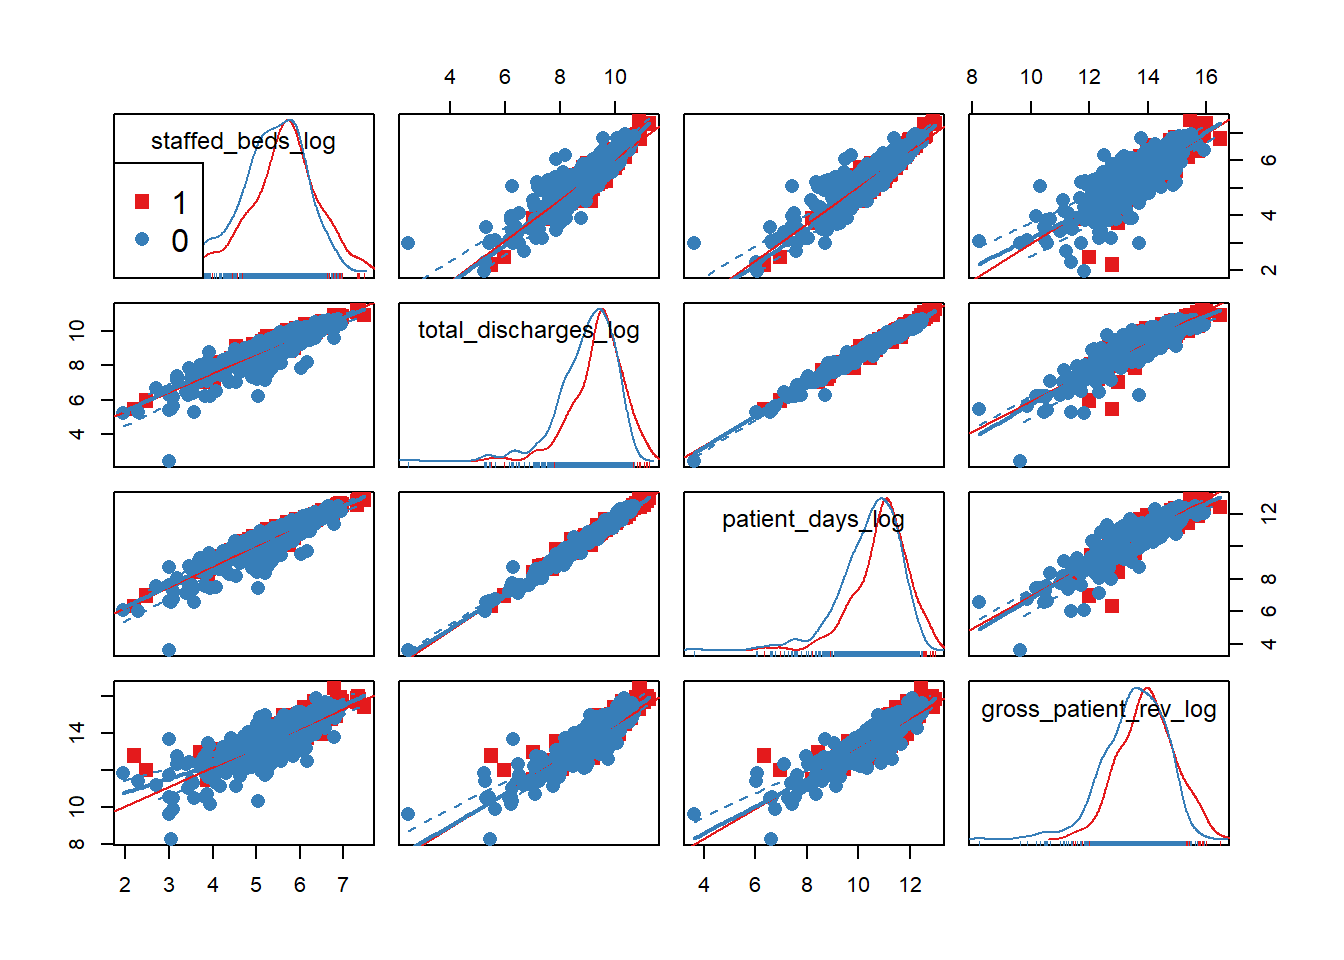 4 6 8 10
8 10 12 14 16
staffed_beds_log
1
0
2 4 6
total_discharges_log
4 6 8 10
patient_days_log
4 6 8 12
gross_patient_rev_log
8 10 14
2 3 4 5 6 7
4 6 8 10 12